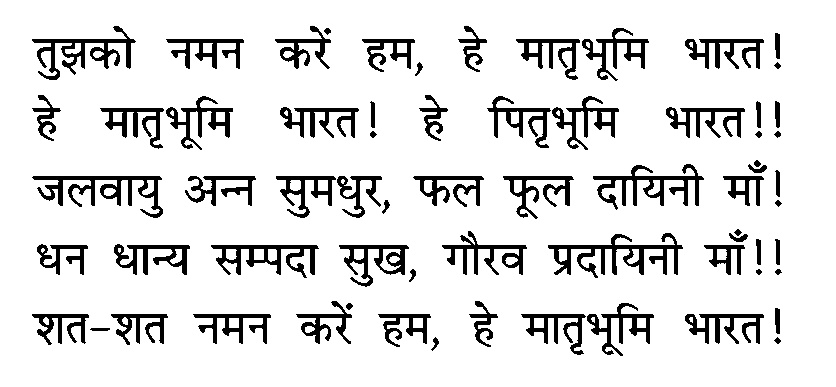 तुझको नमन करें हम, हे मातृभूमि भारत!
हे मातृभूमि भारत! हे पितृभूमि भारत!!
जलवायु अन्न सुमधुर, फल फूल दायिनी माँ!
धन धान्य सम्पदा सुख, गौरव प्रदायिनी माँ!!
शत–शत नमन करें हम, हे मातृभूमि भारत!